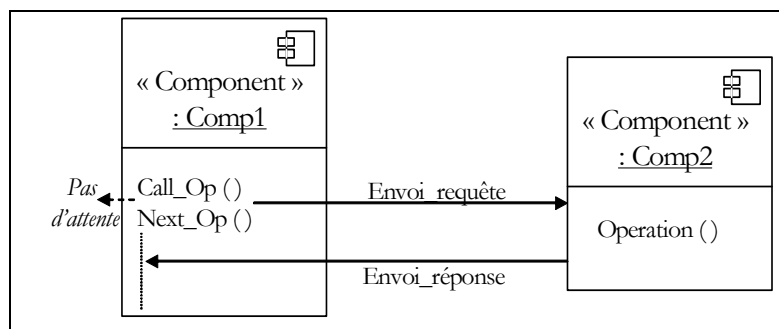 « Component »
: Comp1
« Component »
: Comp2
Pas
d'attente
Call_Op ( )
Next_Op ( )
Envoi_requête
Operation ( )
Envoi_réponse